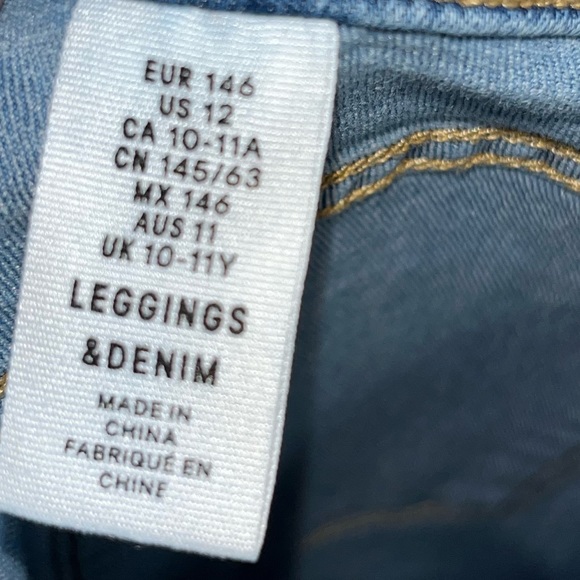 EUR 146
US 12
CA 10-11A
CN 145/63
MX 146
AUS 11
UK 10-11Y
LEGGINGS
&DENIM
MADE IN
CHINA
FABRIQUÉ EN
CHINE